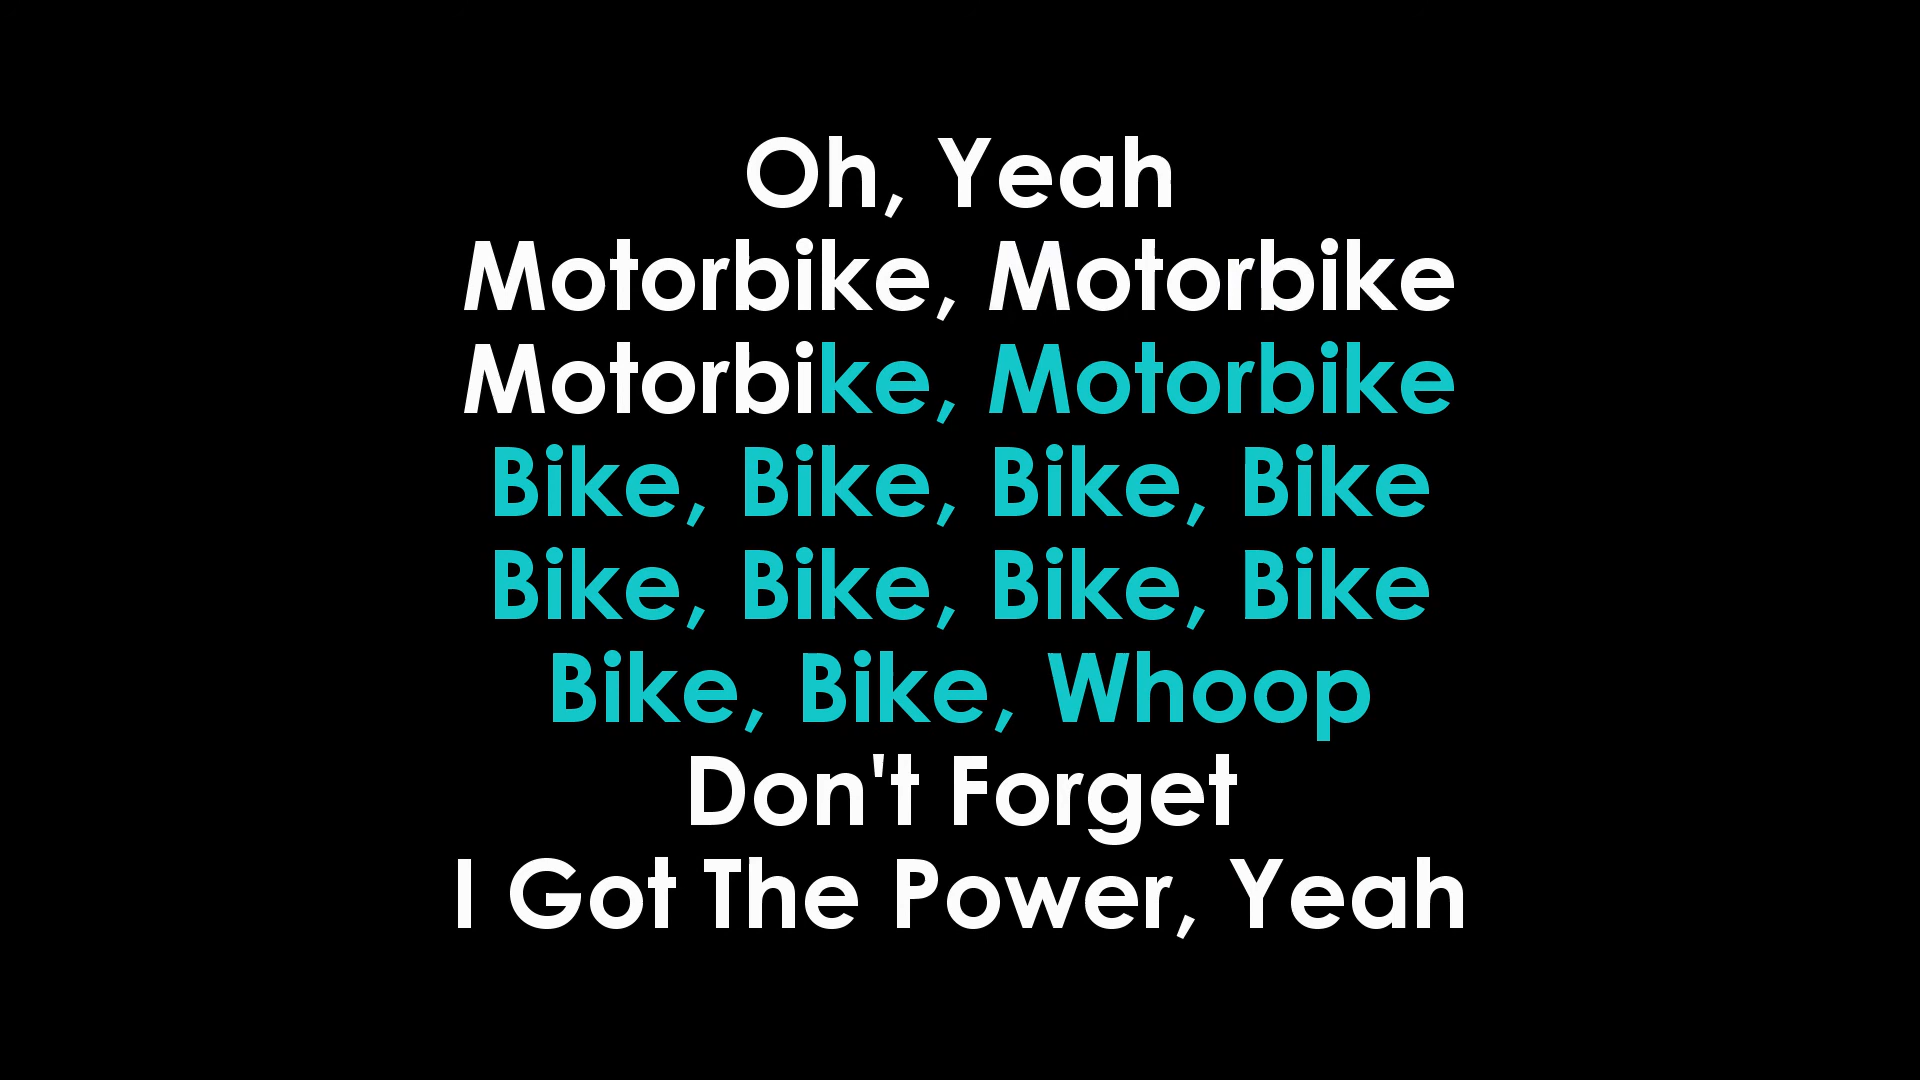 Oh, Yeah
Motorbike, Motorbike
Motorbike, Motorbike
Bike, Bike, Bike, Bike
Bike, Bike, Bike, Bike
Bike, Bike, Whoop
Don't Forget
I Got The Power, Yeah